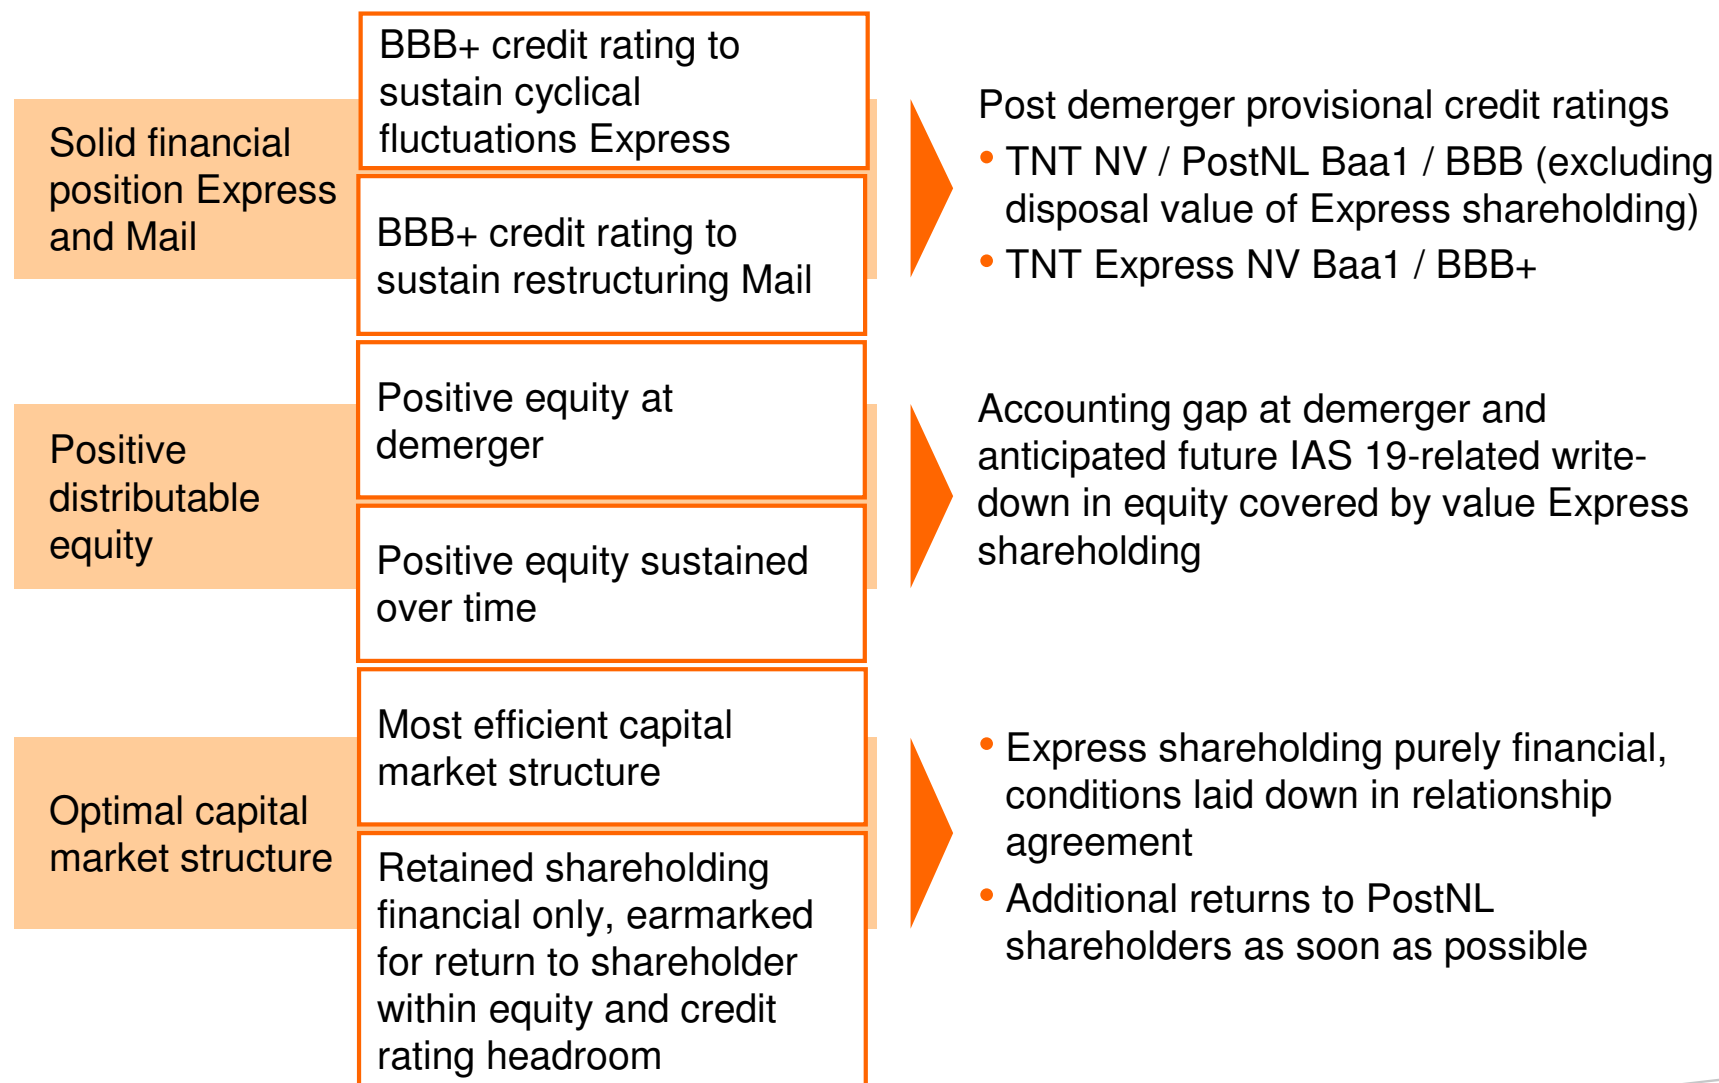 Solid financial
position Express
and Mail
BBB+ credit rating to
sustain cyclical
fluctuations Express
BBB+ credit rating to
sustain restructuring Mail
Post demerger provisional credit ratings
• TNT NV / PostNL Baa1 / BBB (excluding
disposal value of Express shareholding)
• TNT Express NV Baa1 / BBB+
Positive
distributable
equity
Positive equity at
demerger
Positive equity sustained
over time
Accounting gap at demerger and
anticipated future IAS 19-related write-
down in equity covered by value Express
shareholding
Optimal capital
market structure
Most efficient capital
market structure
Retained shareholding
financial only, earmarked
for return to shareholder
within equity and credit
rating headroom
• Express shareholding purely financial,
conditions laid down in relationship
agreement
• Additional returns to PostNL
shareholders as soon as possible